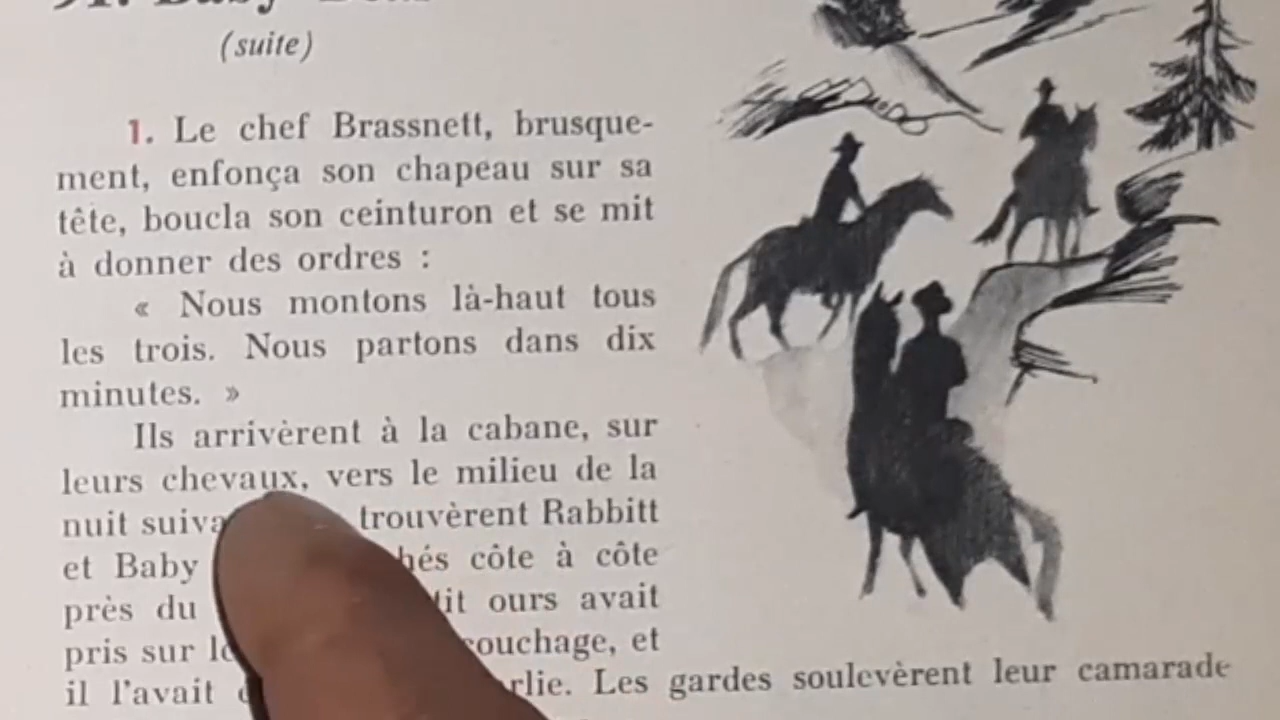 (suite)
1. Le chef Brassnett, brusque-
ment, enfonça son chapeau sur sa
tête, boucla son ceinturon et se mit
à donner des ordres :
« Nous montons là-haut tous
les trois. Nous partons dans dix
minutes. »
Ils arrivèrent à la cabane, sur
leurs chevaux, vers le milieu de la
nuit trouvèrent Rabbitt
et Baby côte à côte
près du ours avait
pris sur et
il l'avait Les gardes soulevèrent leur camarade